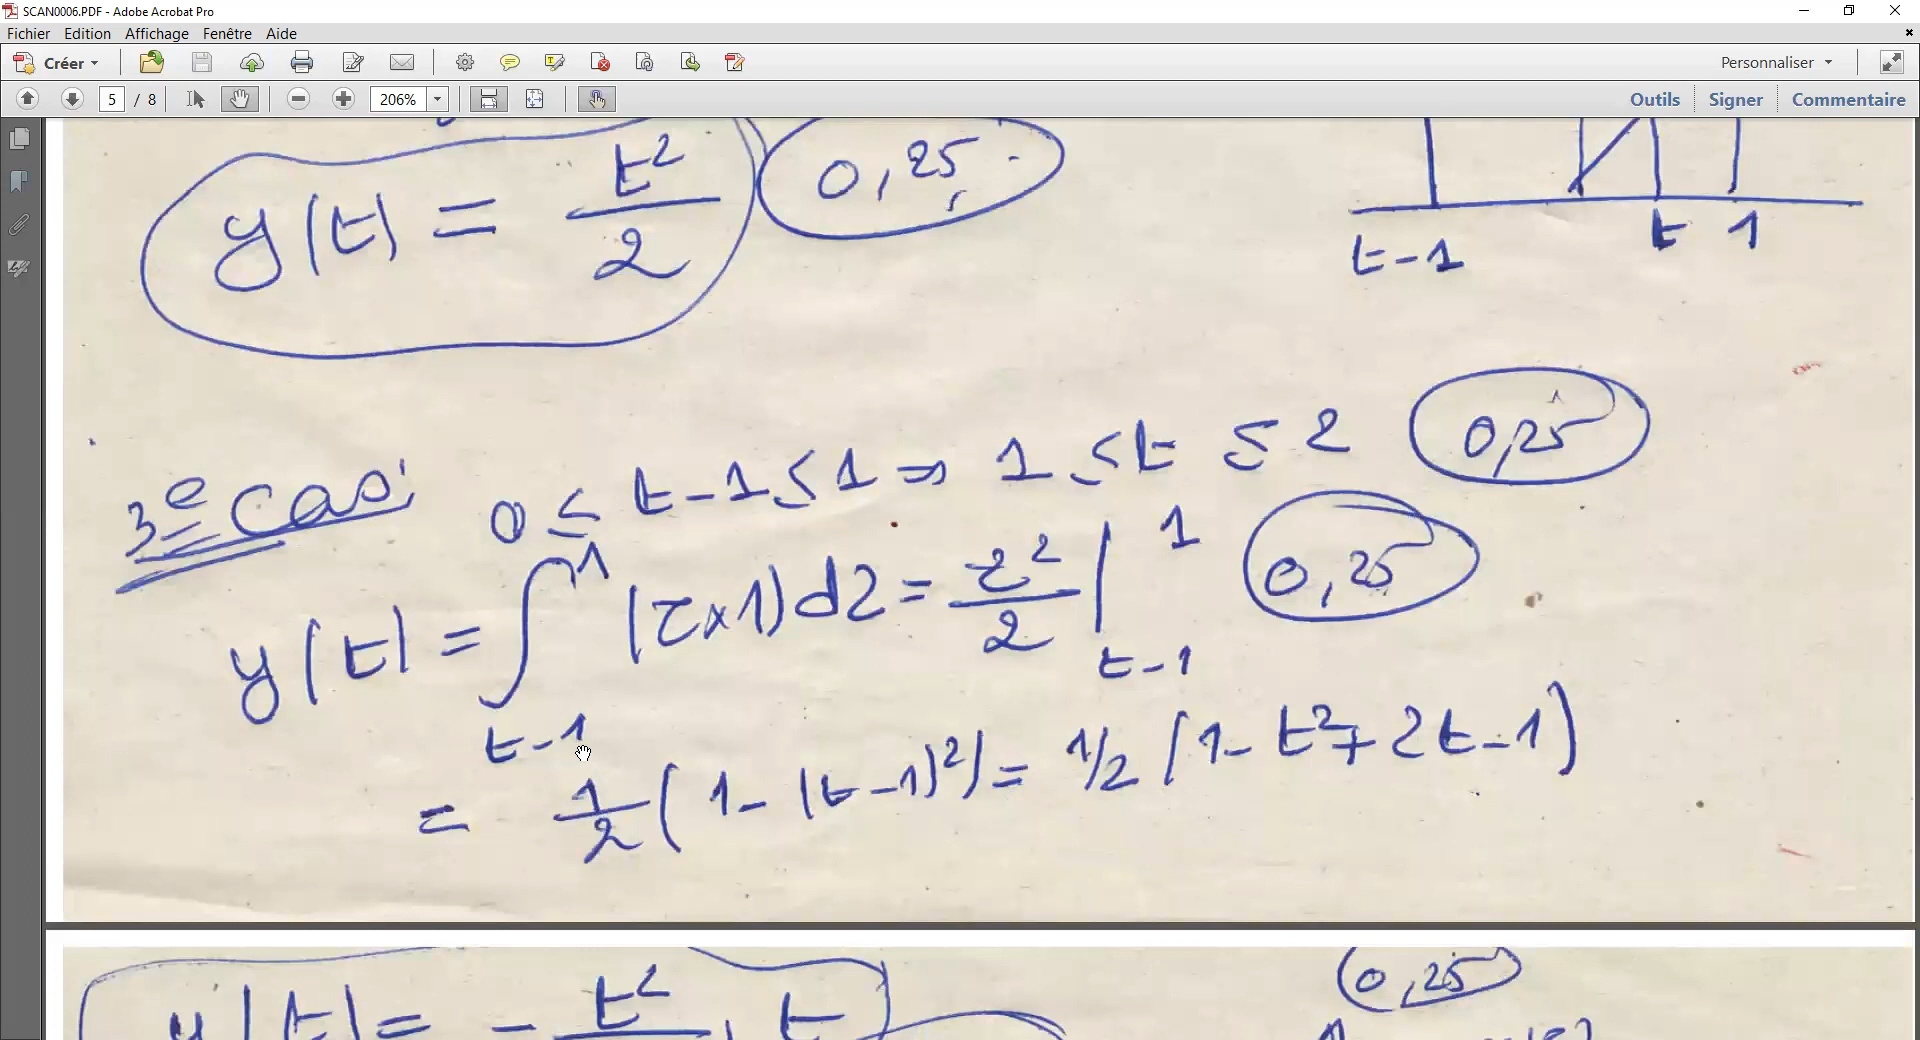 SCAN0006.PDF - Adobe Acrobat Pro
Fichier Edition Affichage Fenêtre Aide
Créer Personnaliser
5 / 8 206% Outils Signer Commentaire
y(t) = t²/2 0,25
t-1 t 1
3e cas: 0 ≤ t-1 ≤ 1 ⇒ 1 ≤ t ≤ 2 0,25
y(t) = ∫_{t-1}^{1} (τ×1) dτ = τ²/2 |_{t-1}^{1} 0,25
= 1/2 (1 - (t-1)²) = 1/2 (1 - t² + 2t - 1)
0,25
y(t) = - t²